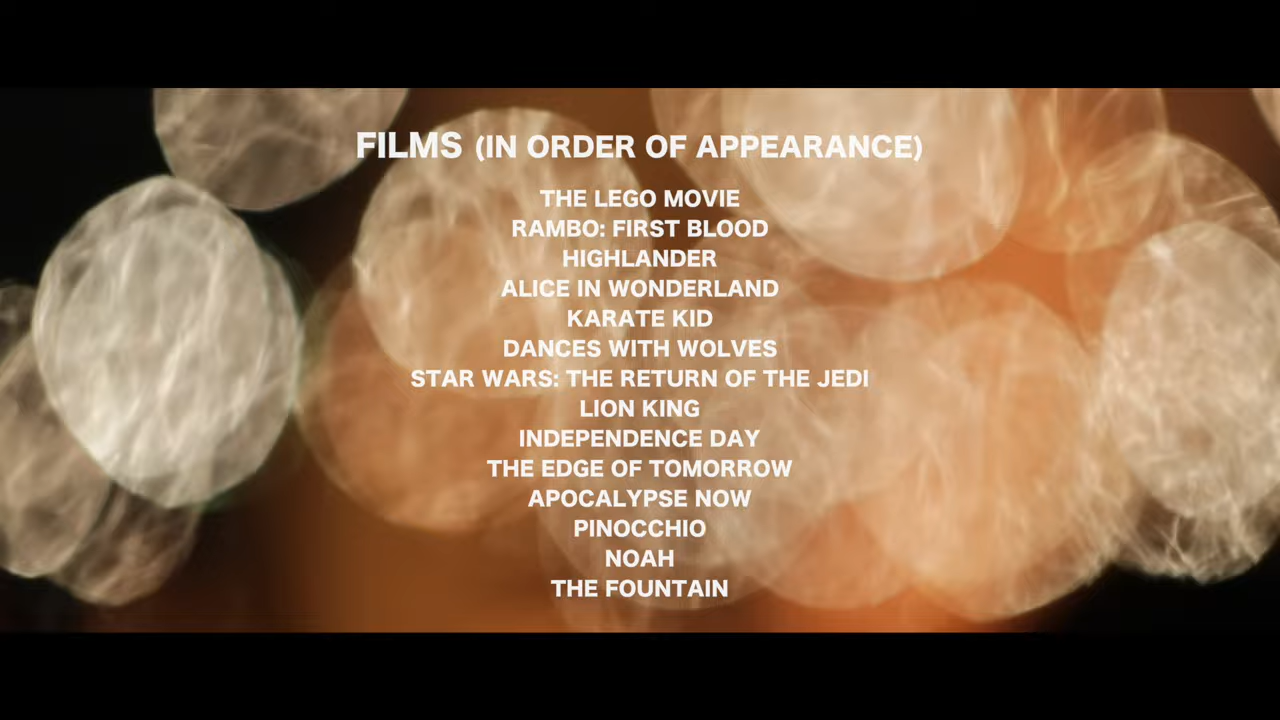 FILMS (IN ORDER OF APPEARANCE)
THE LEGO MOVIE
RAMBO: FIRST BLOOD
HIGHLANDER
ALICE IN WONDERLAND
KARATE KID
DANCES WITH WOLVES
STAR WARS: THE RETURN OF THE JEDI
LION KING
INDEPENDENCE DAY
THE EDGE OF TOMORROW
APOCALYPSE NOW
PINOCCHIO
NOAH
THE FOUNTAIN